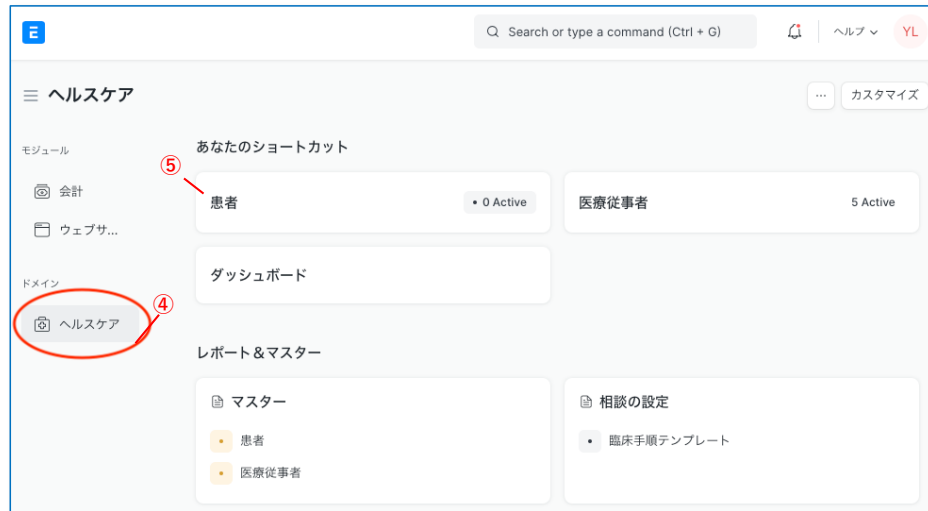 E
Search or type a command (Ctrl + G)
ヘルプ
YL
ヘルスケア
...
カスタマイズ
モジュール
会計
ウェブサ...
ドメイン
④
ヘルスケア
あなたのショートカット
⑤
患者
• 0 Active
医療従事者
5 Active
ダッシュボード
レポート＆マスター
マスター
• 患者
• 医療従事者
相談の設定
• 臨床手順テンプレート